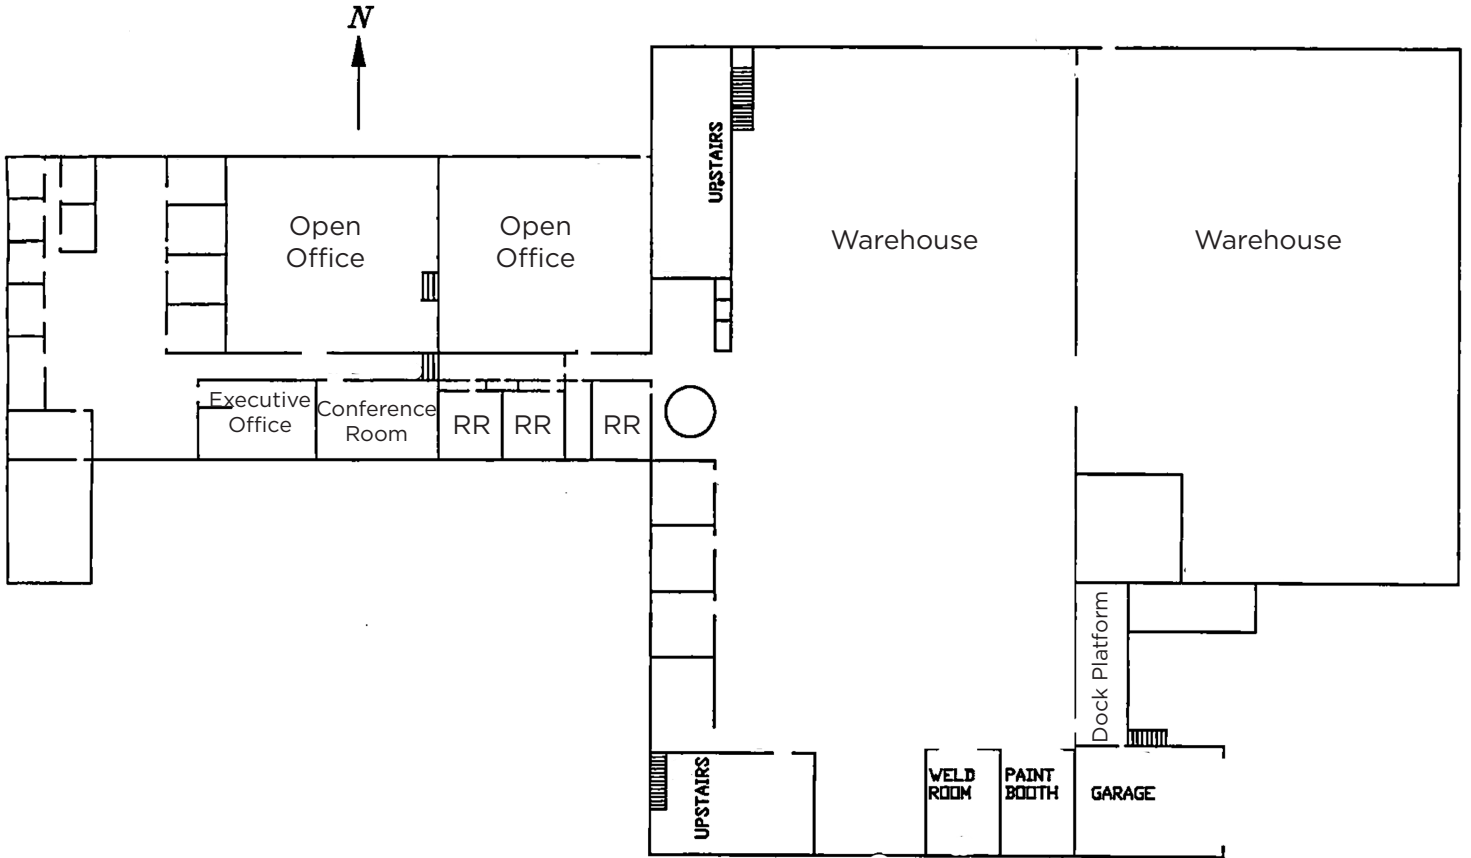 N
UPSTAIRS
Open
Office
Open
Office
Warehouse
Warehouse
Executive
Office
Conference
Room
RR
RR
RR
Dock Platform
UPSTAIRS
WELD
ROOM
PAINT
BOOTH
GARAGE